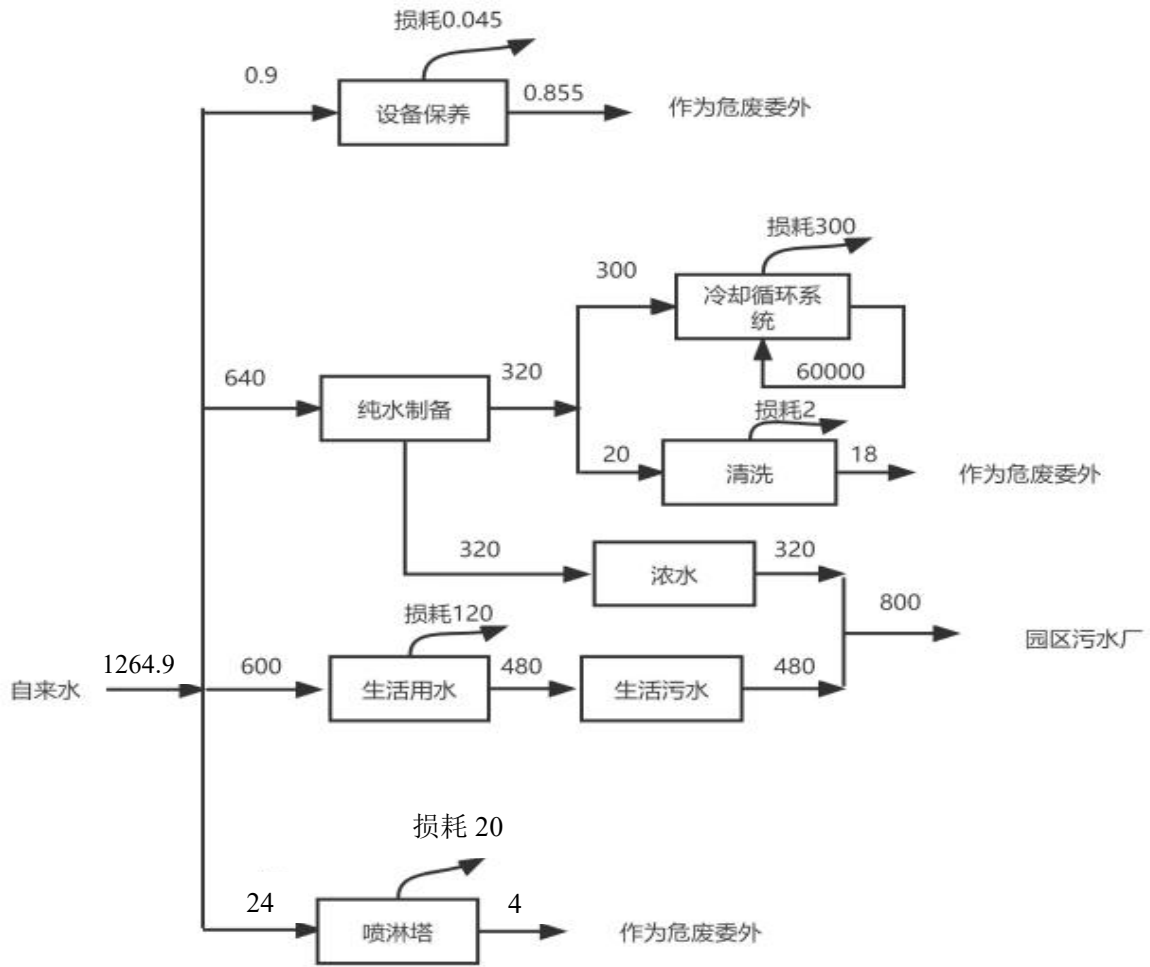 损耗0.045
0.9
设备保养
0.855
作为危废委外
损耗300
300
冷却循环系
统
60000
640
纯水制备
320
损耗2
20
清洗
18
作为危废委外
320
浓水
320
800
园区污水厂
损耗120
自来水
1264.9
600
生活用水
480
生活污水
480
损耗 20
24
喷淋塔
4
作为危废委外